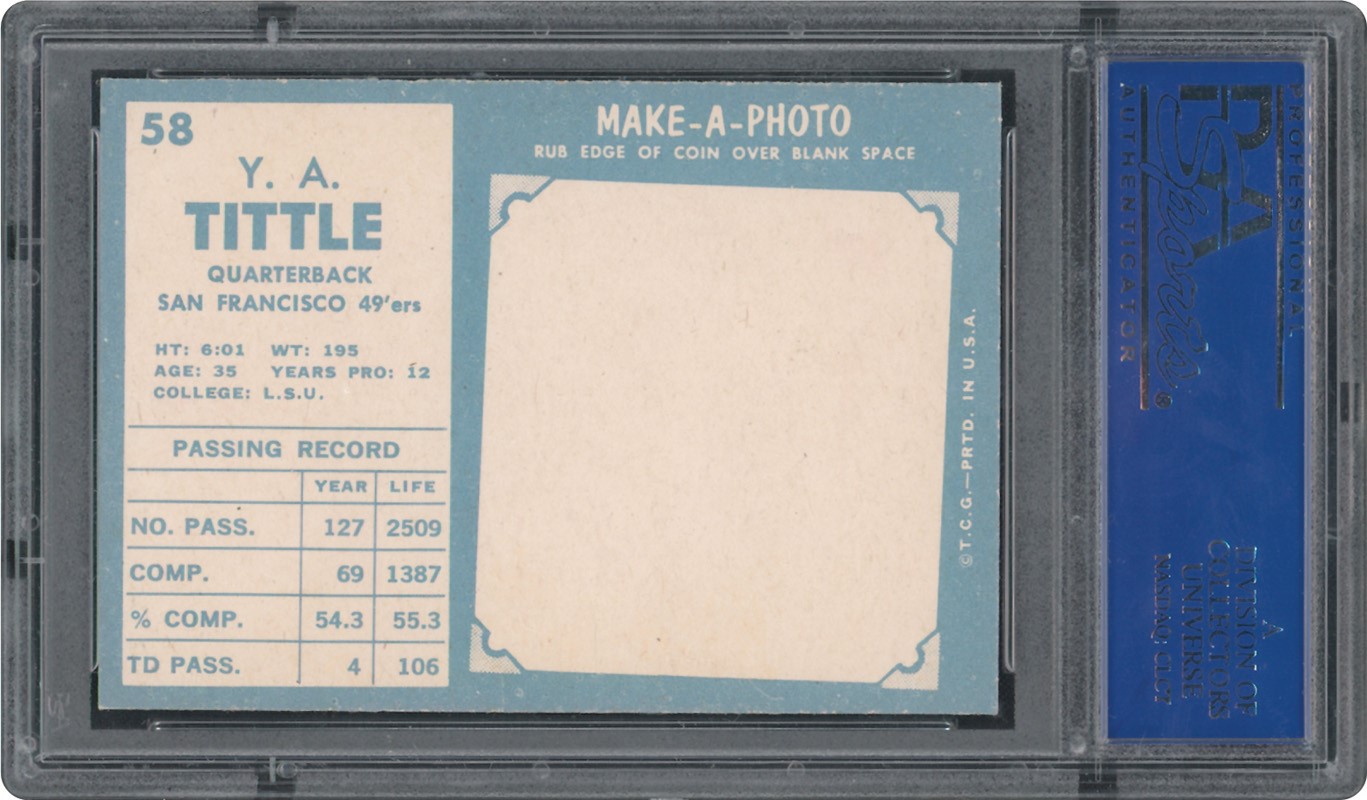 58
Y. A.
TITTLE
QUARTERBACK
SAN FRANCISCO 49'ers
HT: 6:01 WT: 195
AGE: 35 YEARS PRO: 12
COLLEGE: L.S.U.
PASSING RECORD
YEAR LIFE
NO. PASS. 127 2509
COMP. 69 1387
% COMP. 54.3 55.3
TD PASS. 4 106
MAKE-A-PHOTO
RUB EDGE OF COIN OVER BLANK SPACE
©T.C.G.—PRTD. IN U.S.A.
PROFESSIONAL
PSA
Sports
®
AUTHENTICATOR
A
DIVISION OF
COLLECTORS
UNIVERSE
NASDAQ: CLCT